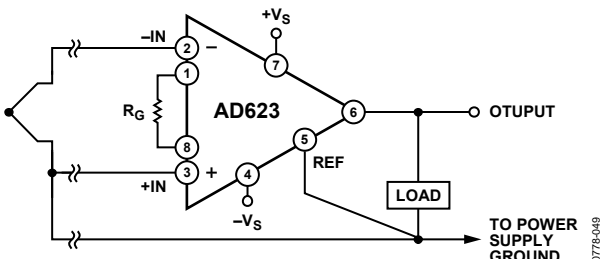 +VS
–IN
2
–
7
1
RG
AD623
6
OTUPUT
5
8
REF
3
+
+IN
4
–VS
LOAD
TO POWER
SUPPLY
GROUND